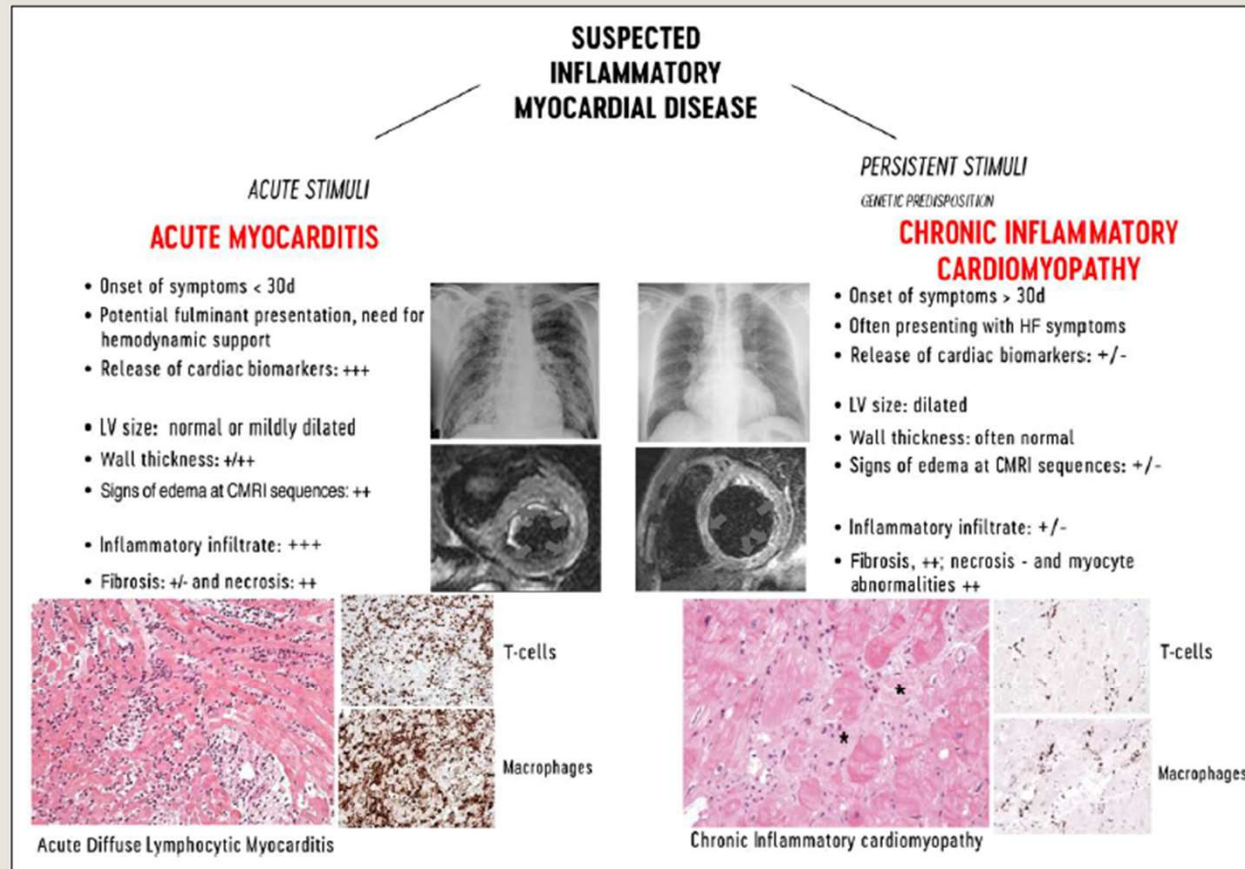 SUSPECTED
INFLAMMATORY
MYOCARDIAL DISEASE
ACUTE STIMULI
ACUTE MYOCARDITIS
• Onset of symptoms < 30d
• Potential fulminant presentation, need for
hemodynamic support
• Release of cardiac biomarkers: +++
• LV size: normal or mildly dilated
• Wall thickness: +/++
• Signs of edema at CMRI sequences: ++
• Inflammatory infiltrate: +++
• Fibrosis: +/- and necrosis: ++
T-cells
Macrophages
Acute Diffuse Lymphocytic Myocarditis
PERSISTENT STIMULI
GENETIC PREDISPOSITION
CHRONIC INFLAMMATORY
CARDIOMYOPATHY
• Onset of symptoms > 30d
• Often presenting with HF symptoms
• Release of cardiac biomarkers: +/-
• LV size: dilated
• Wall thickness: often normal
• Signs of edema at CMRI sequences: +/-
• Inflammatory infiltrate: +/-
• Fibrosis, ++; necrosis - and myocyte
abnormalities ++
*
*
T-cells
Macrophages
Chronic Inflammatory cardiomyopathy